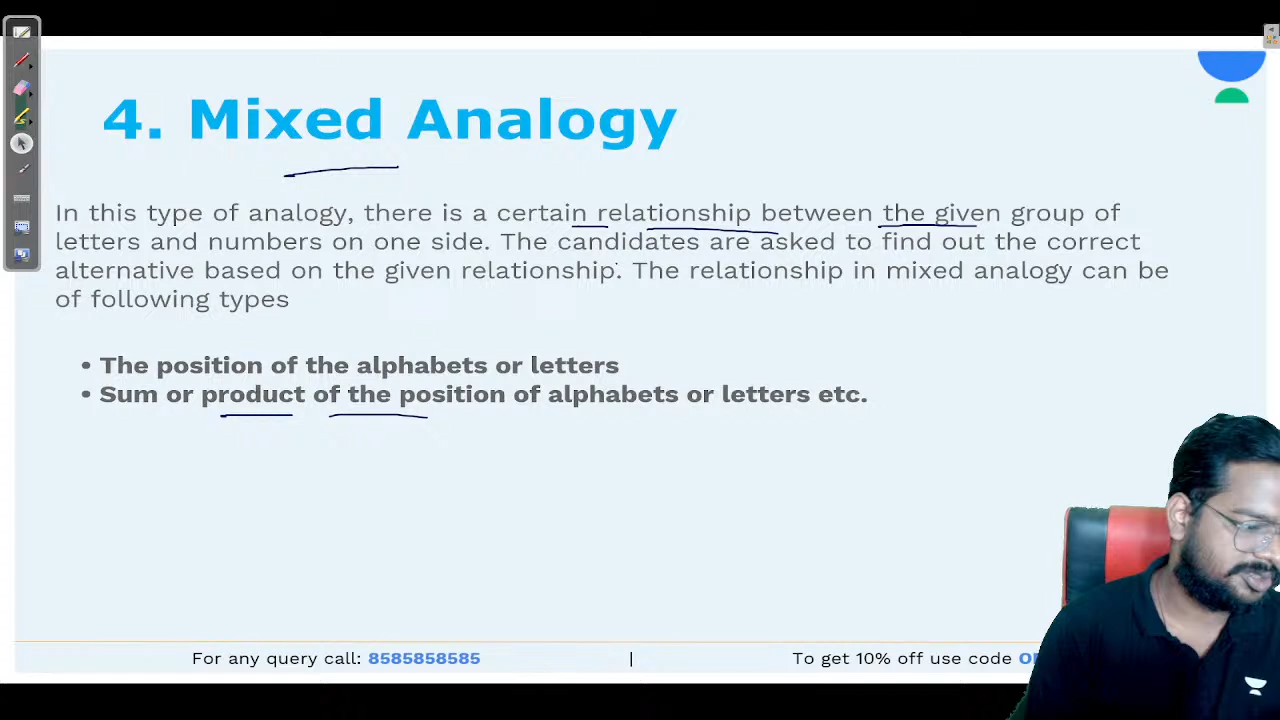 4. Mixed Analogy
In this type of analogy, there is a certain relationship between the given group of
letters and numbers on one side. The candidates are asked to find out the correct
alternative based on the given relationship. The relationship in mixed analogy can be
of following types
• The position of the alphabets or letters
• Sum or product of the position of alphabets or letters etc.
For any query call: 8585858585 | To get 10% off use code